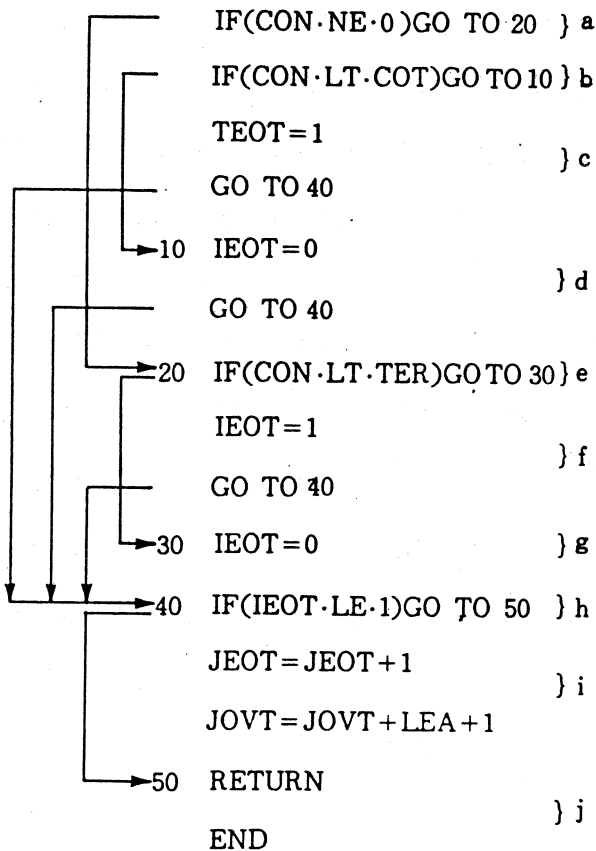 IF(CON·NE·0)GO TO 20 } a
IF(CON·LT·COT)GO TO 10 } b
TEOT=1
} c
GO TO 40
10 IEOT=0
} d
GO TO 40
20 IF(CON·LT·TER)GO TO 30 } e
IEOT=1
} f
GO TO 40
30 IEOT=0 } g
40 IF(IEOT·LE·1)GO TO 50 } h
JEOT=JEOT+1
} i
JOVT=JOVT+LEA+1
50 RETURN
} j
END